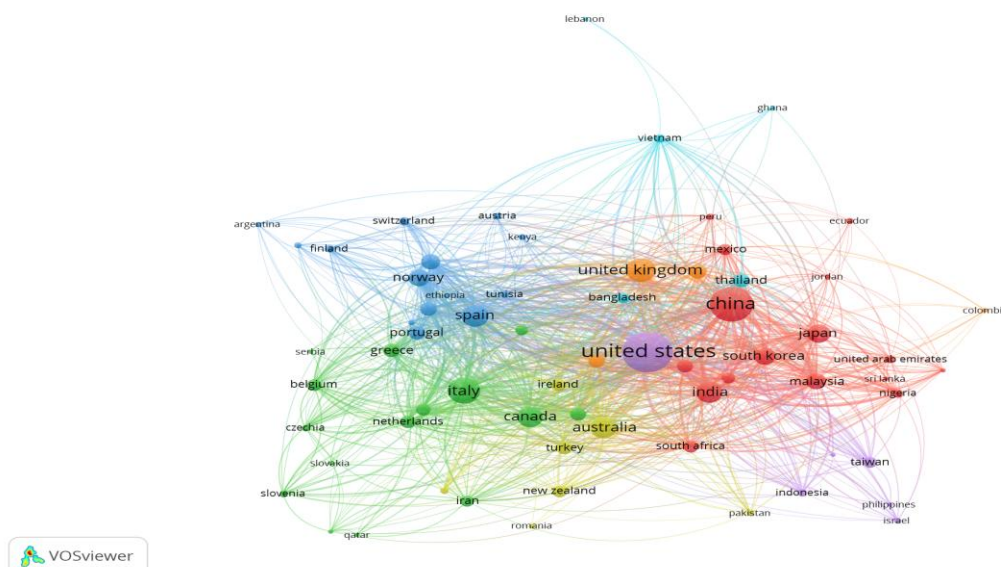 lebanon
ghana
vietnam
argentina
switzerland
austria
peru
ecuador
kenya
finland
mexico
norway
united kingdom
thailand
jordan
ethiopia
tunisia
bangladesh
china
colombi
spain
portugal
japan
greece
serbia
united states
south korea
united arab emirates
belgium
italy
ireland
india
malaysia
sri lanka
nigeria
netherlands
canada
australia
czechia
turkey
south africa
slovakia
taiwan
slovenia
iran
new zealand
indonesia
philippines
pakistan
israel
romania
qatar
VOSviewer